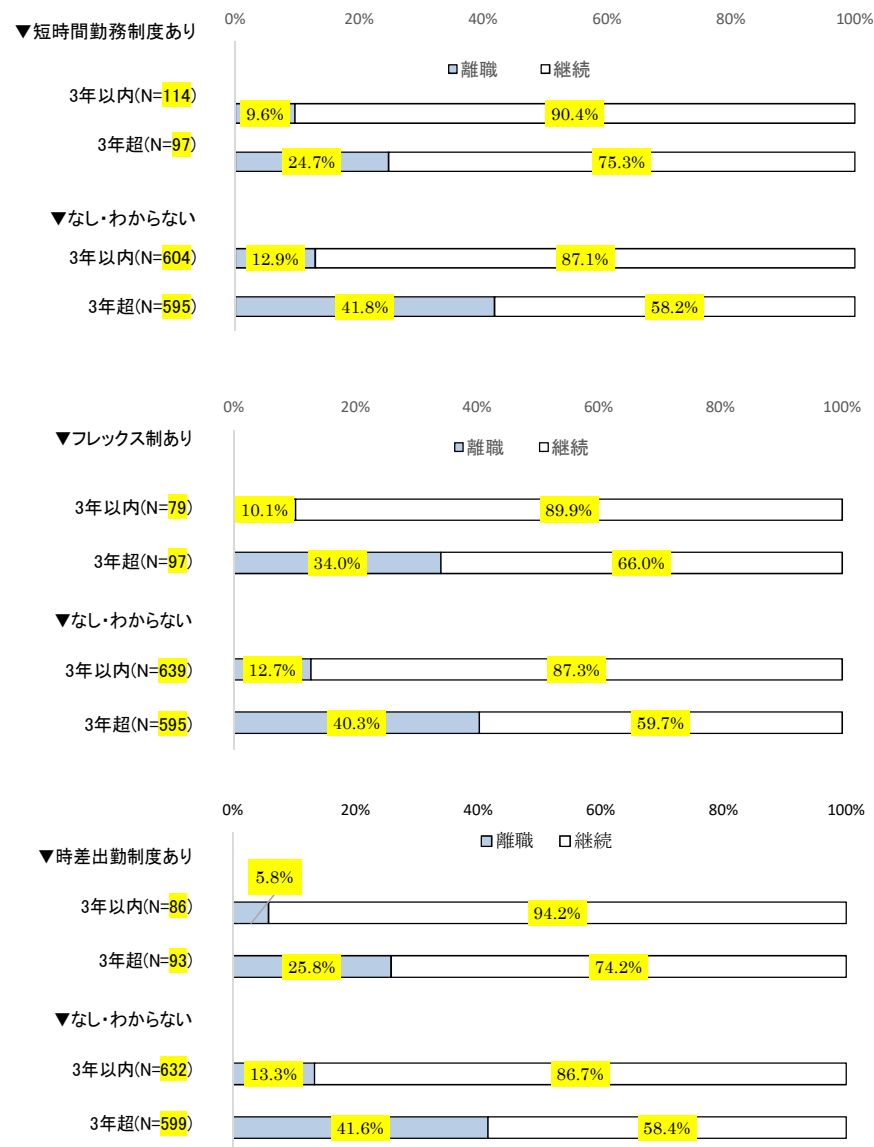 0% 20% 40% 60% 80% 100%
▼短時間勤務制度あり
□離職 □継続
3年以内(N=114) 9.6% 90.4%
3年超(N=97) 24.7% 75.3%
▼なし・わからない
3年以内(N=604) 12.9% 87.1%
3年超(N=595) 41.8% 58.2%
0% 20% 40% 60% 80% 100%
▼フレックス制あり
□離職 □継続
3年以内(N=79) 10.1% 89.9%
3年超(N=97) 34.0% 66.0%
▼なし・わからない
3年以内(N=639) 12.7% 87.3%
3年超(N=595) 40.3% 59.7%
0% 20% 40% 60% 80% 100%
□離職 □継続
▼時差出勤制度あり
5.8%
3年以内(N=86) 94.2%
3年超(N=93) 25.8% 74.2%
▼なし・わからない
3年以内(N=632) 13.3% 86.7%
3年超(N=599) 41.6% 58.4%